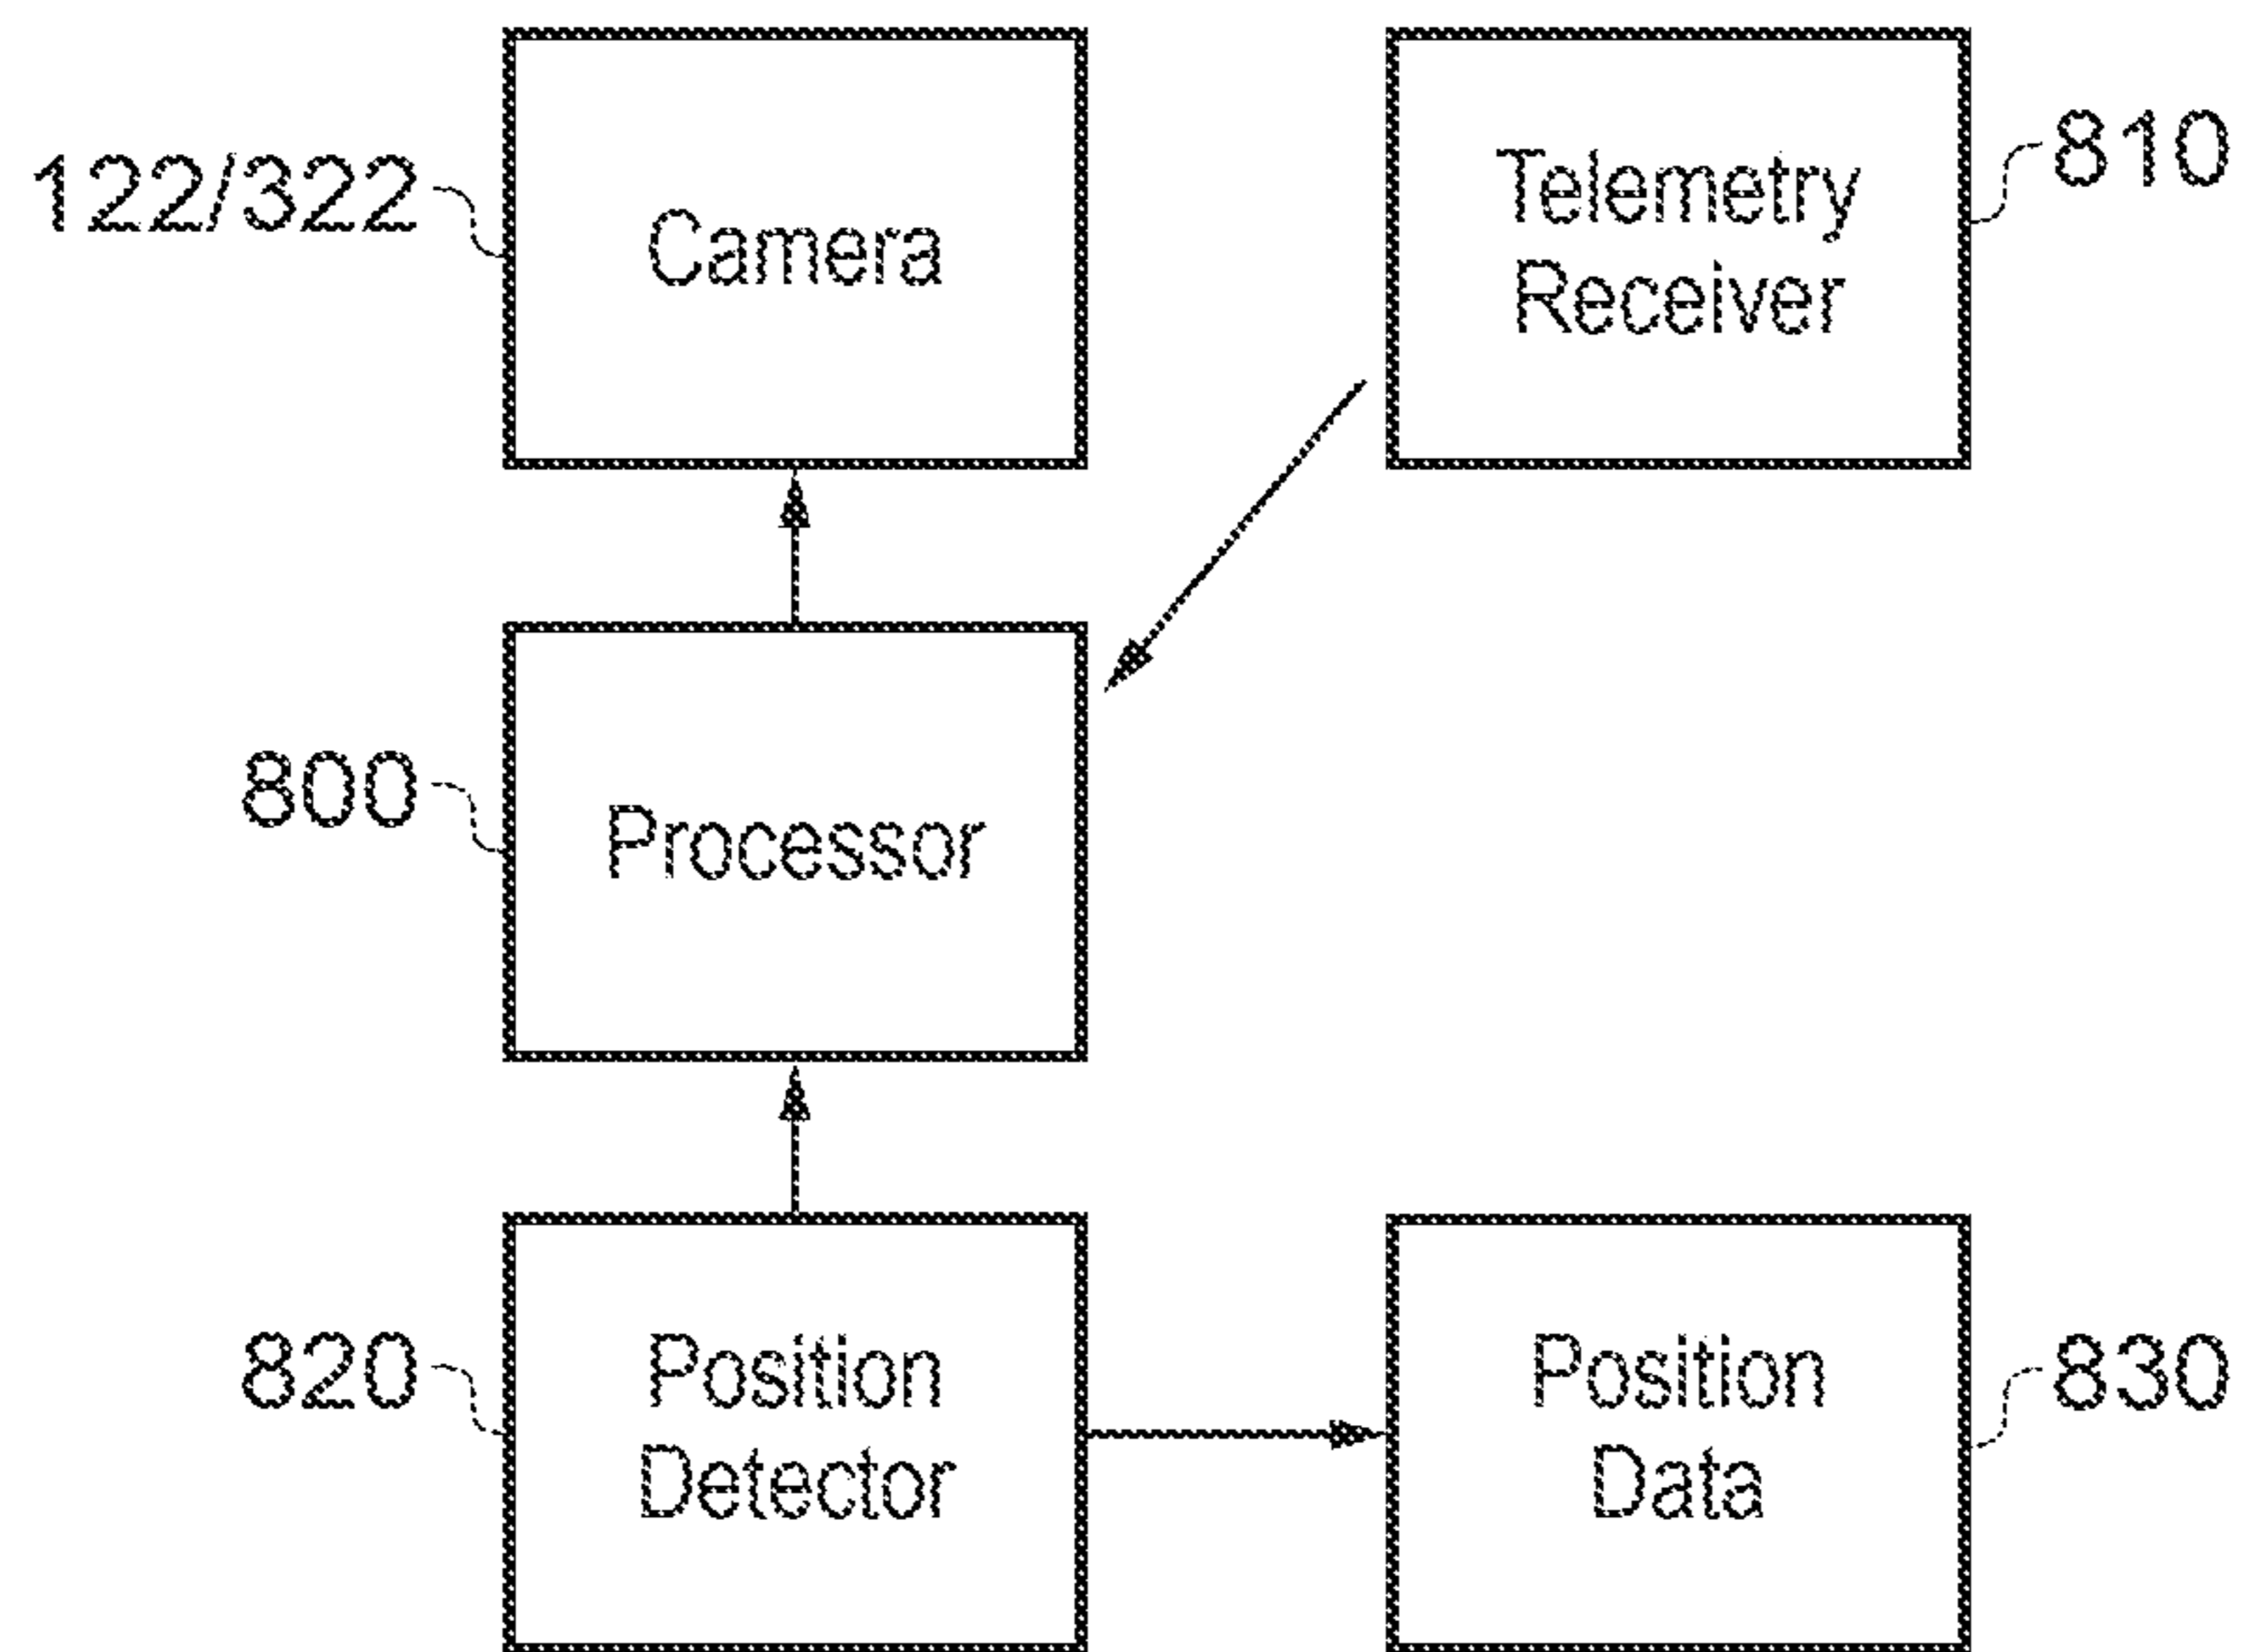 122/322
Camera
Telemetry
Receiver
810
800
Processor
820
Position
Detector
Position
Data
830